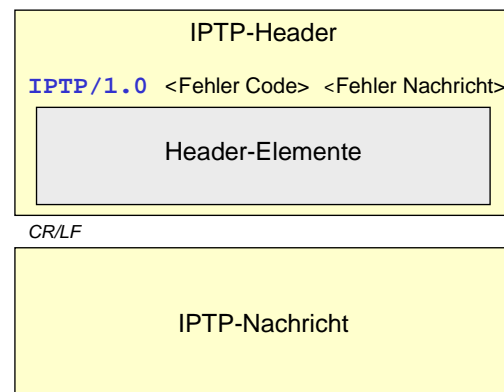 IPTP-Header
IPTP/1.0 <Fehler Code> <Fehler Nachricht>
Header-Elemente
CR/LF
IPTP-Nachricht